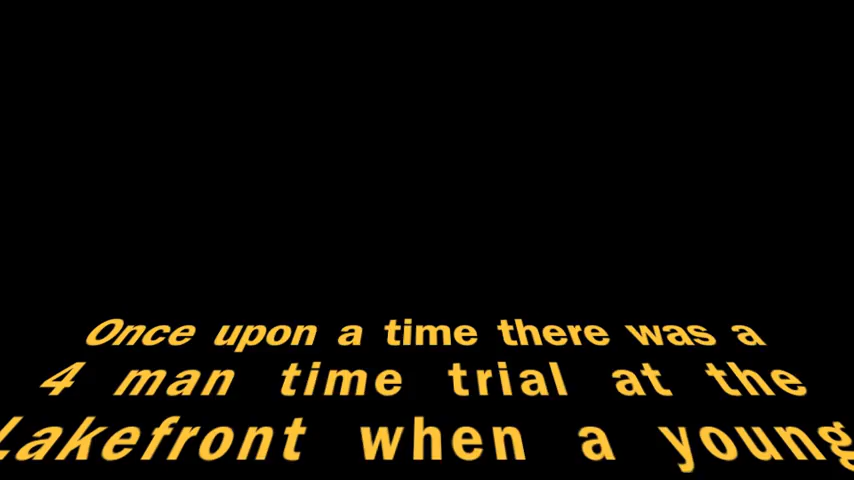 Once upon a time there was a
4 man time trial at the
Lakefront when a young